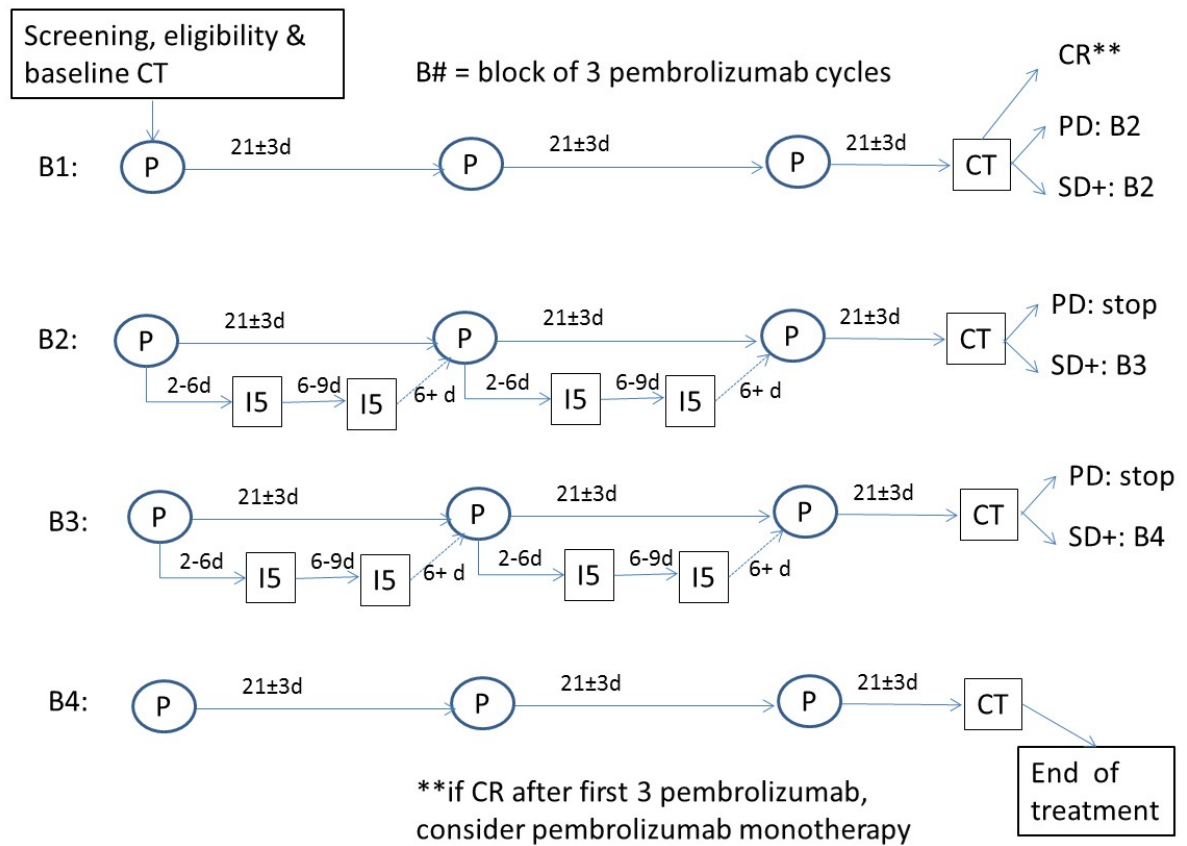 Screening, eligibility &
baseline CT
B# = block of 3 pembrolizumab cycles
CR**
B1:
P
21±3d
P
21±3d
P
21±3d
CT
PD: B2
SD+: B2
B2:
P
21±3d
P
21±3d
P
21±3d
CT
PD: stop
SD+: B3
2-6d
I5
6-9d
I5
6+ d
2-6d
I5
6-9d
I5
6+ d
B3:
P
21±3d
P
21±3d
P
21±3d
CT
PD: stop
SD+: B4
2-6d
I5
6-9d
I5
6+ d
2-6d
I5
6-9d
I5
6+ d
B4:
P
21±3d
P
21±3d
P
21±3d
CT
End of
treatment
**if CR after first 3 pembrolizumab,
consider pembrolizumab monotherapy